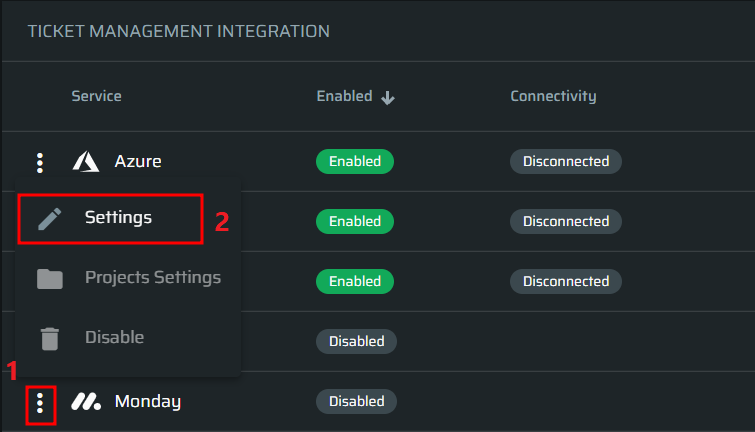 TICKET MANAGEMENT INTEGRATION
Service Enabled Connectivity
Azure Enabled Disconnected
Settings 2 Enabled Disconnected
Projects Settings Enabled Disconnected
Disable Disabled
1
Monday Disabled